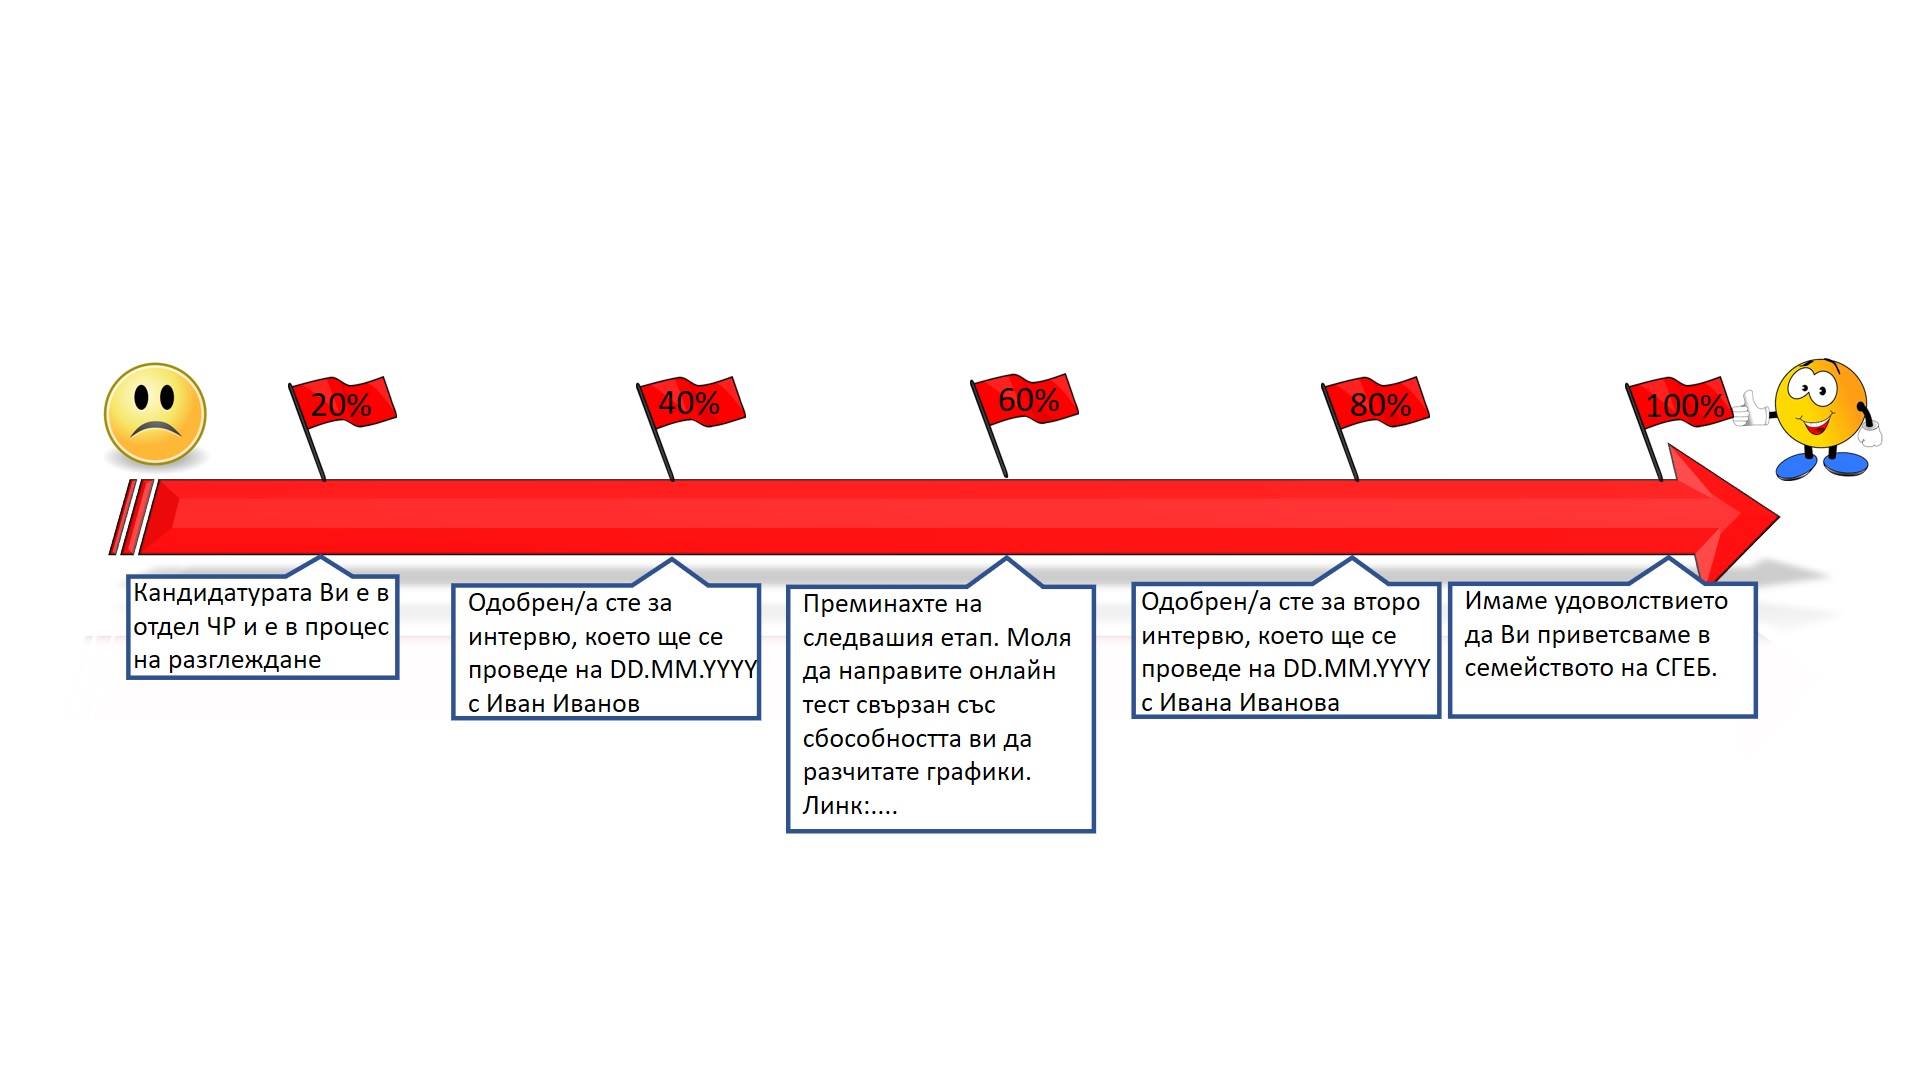 20%
40%
60%
80%
100%
Кандидатурата Ви е в
отдел ЧР и е в процес
на разглеждане
Одобрен/а сте за
интервю, което ще се
проведе на DD.MM.YYYY
с Иван Иванов
Преминахте на
следвашия етап. Моля
да направите онлайн
тест свързан със
сбособността ви да
разчитате графики.
Линк:....
Одобрен/а сте за второ
интервю, което ще се
проведе на DD.MM.YYYY
с Ивана Иванова
Имаме удоволствието
да Ви приветсваме в
семейството на СГЕБ.